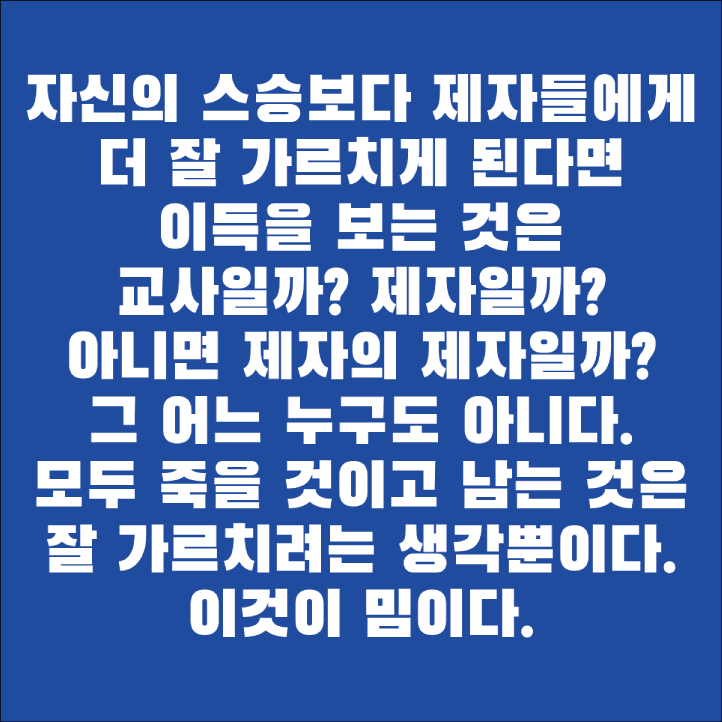 자신의 스승보다 제자들에게
더 잘 가르치게 된다면
이득을 보는 것은
교사일까? 제자일까?
아니면 제자의 제자일까?
그 어느 누구도 아니다.
모두 죽을 것이고 남는 것은
잘 가르치려는 생각뿐이다.
이것이 밈이다.